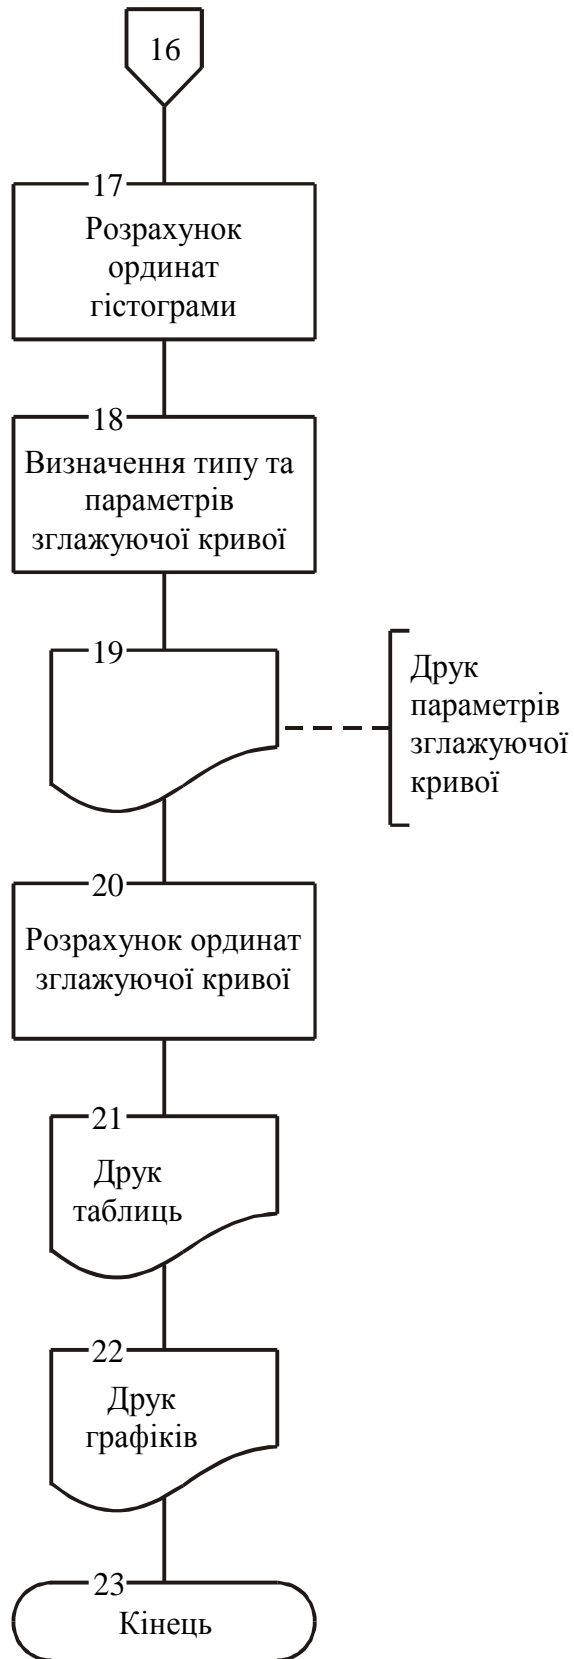 16
17
Розрахунок
ординат
гістограми
18
Визначення типу та
параметрів
зглажуючої кривої
19
Друк
параметрів
зглажуючої
кривої
20
Розрахунок ординат
зглажуючої кривої
21
Друк
таблиць
22
Друк
графіків
23
Кінець